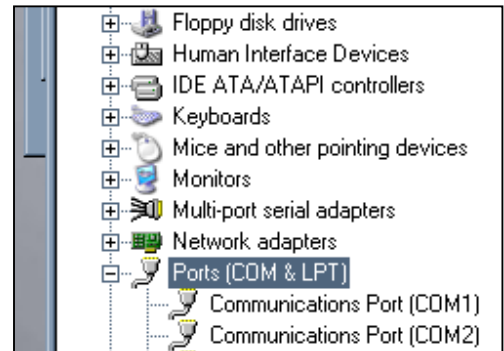 Floppy disk drives
Human Interface Devices
IDE ATA/ATAPI controllers
Keyboards
Mice and other pointing devices
Monitors
Multi-port serial adapters
Network adapters
Ports (COM & LPT)
Communications Port (COM1)
Communications Port (COM2)